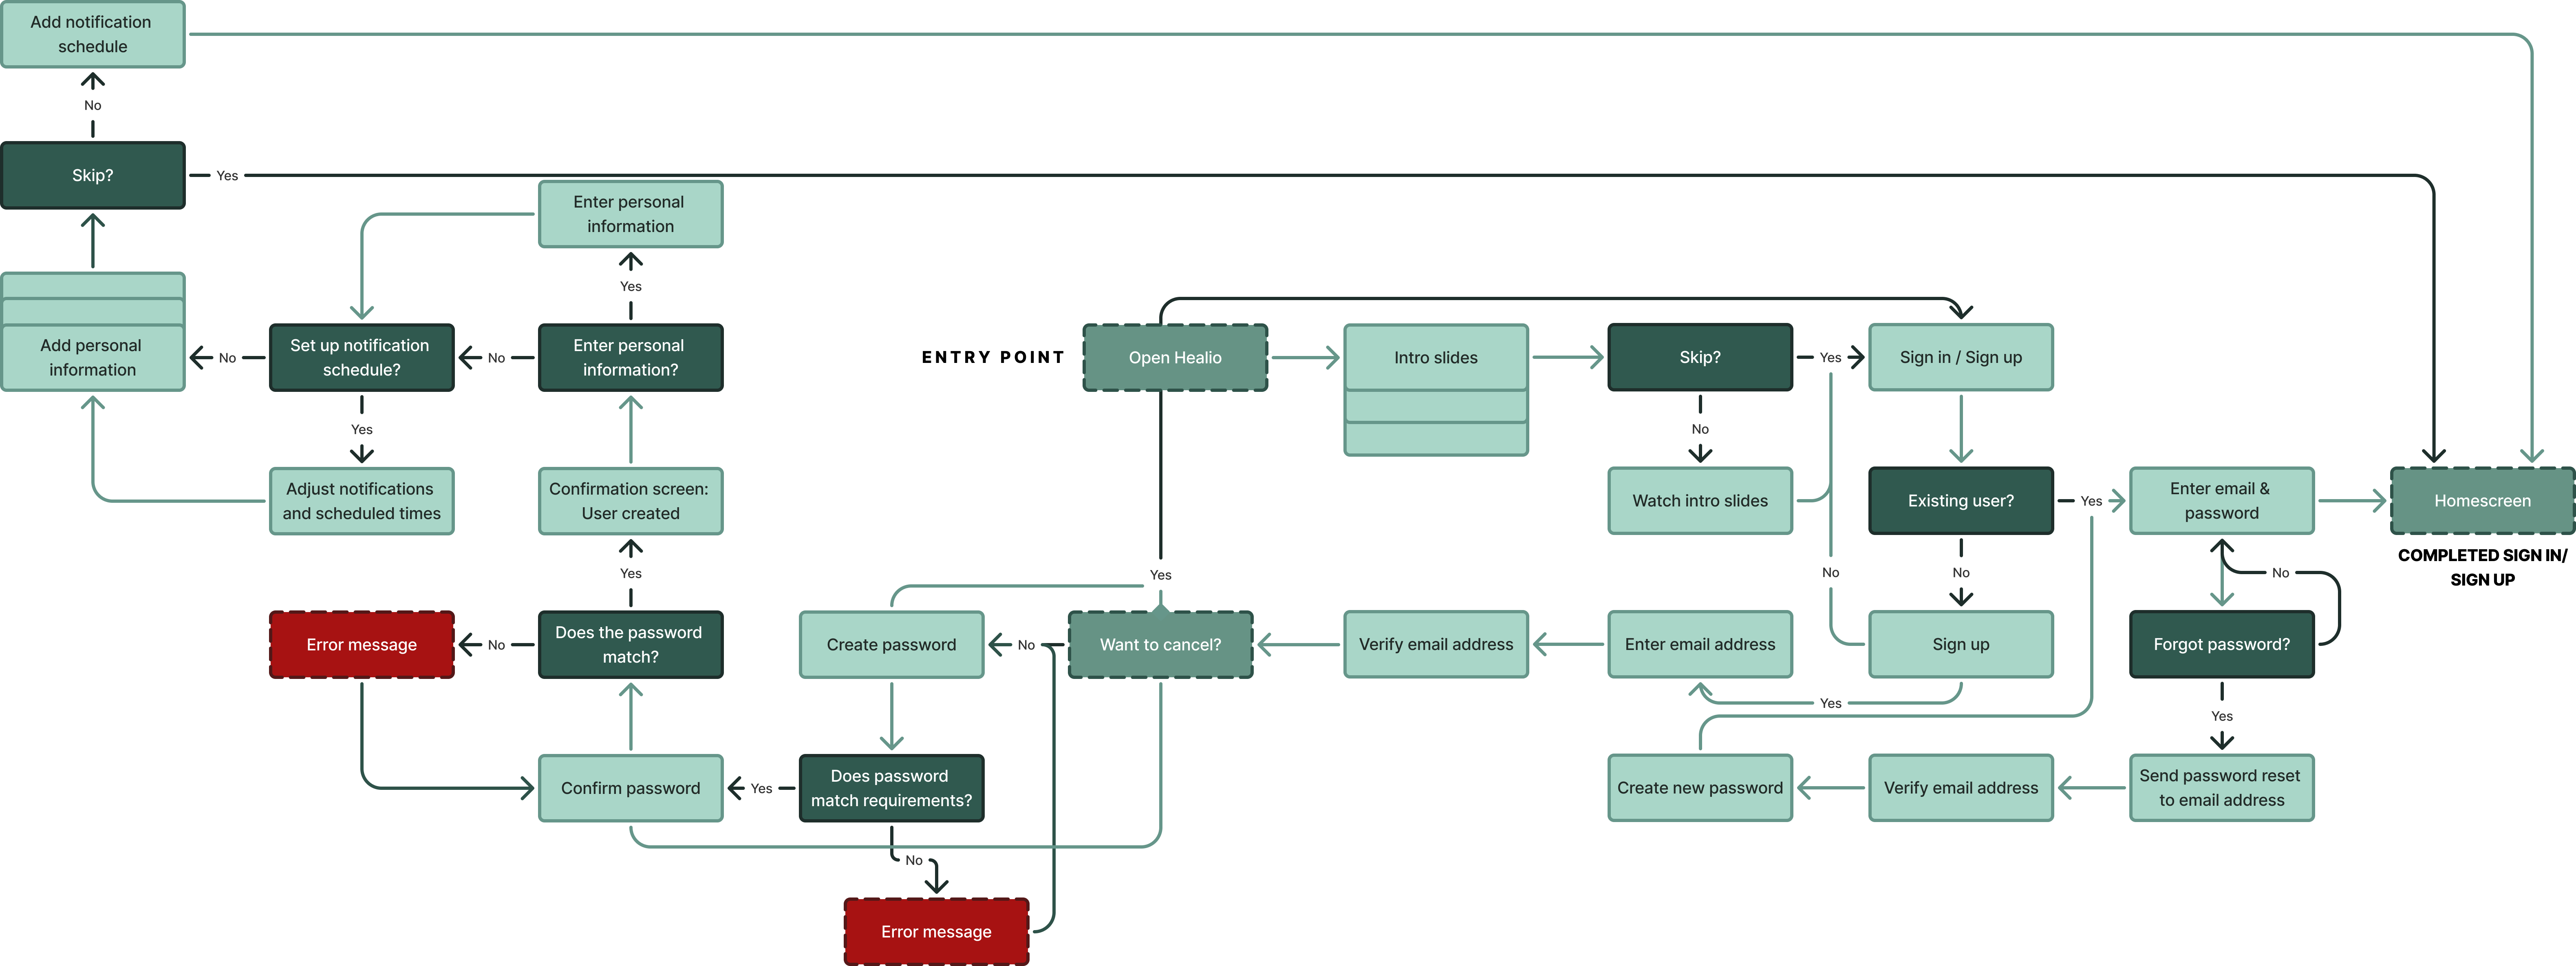 Add notification
schedule
No
Skip?
Yes
Enter personal
information
Yes
Add personal
information
No
Set up notification
schedule?
No
Enter personal
information?
ENTRY POINT
Open Healio
Intro slides
Skip?
Yes
Sign in / Sign up
Yes
No
Adjust notifications
and scheduled times
Confirmation screen:
User created
Watch intro slides
Existing user?
Yes
Enter email &
password
Homescreen
COMPLETED SIGN IN/
SIGN UP
Yes
Yes
No
No
No
Error message
No
Does the password
match?
Create password
No
Want to cancel?
Verify email address
Enter email address
Sign up
Forgot password?
Yes
Yes
Confirm password
Yes
Does password
match requirements?
Create new password
Verify email address
Send password reset
to email address
No
Error message